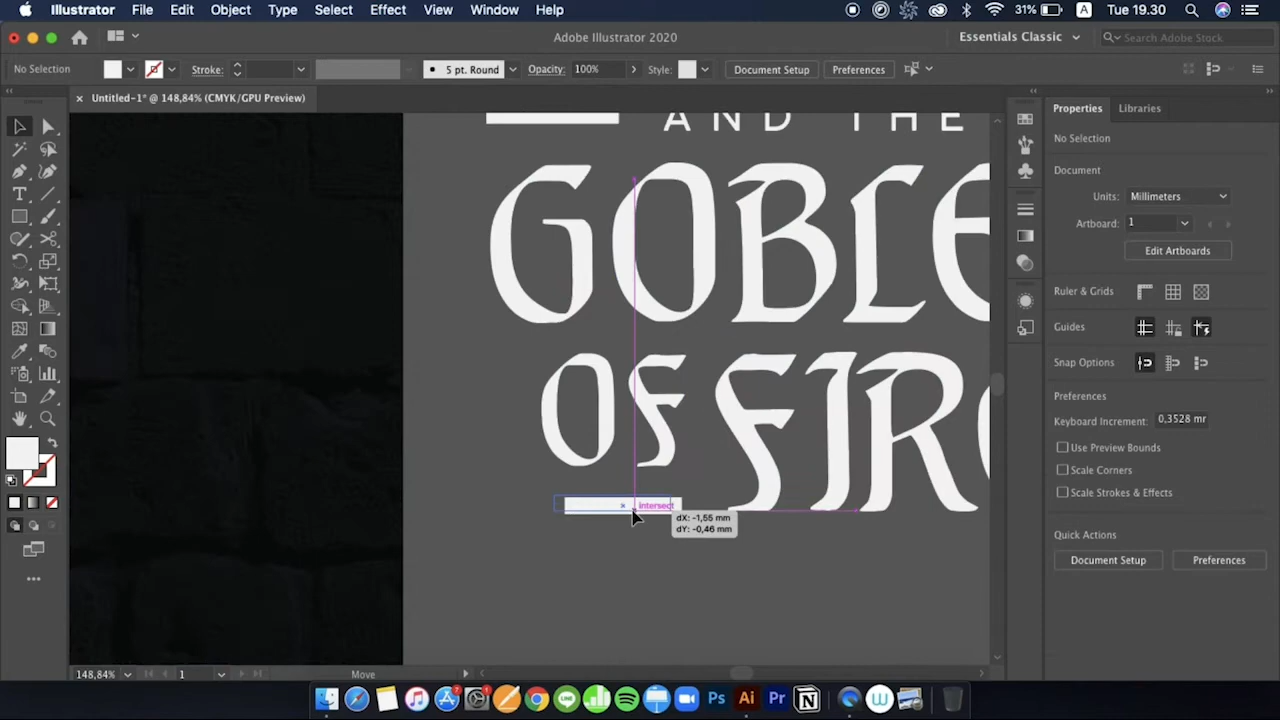 Illustrator File Edit Object Type Select Effect View Window Help 31% A Tue 19.30
Adobe Illustrator 2020 Essentials Classic Search Adobe Stock
No Selection Stroke: 5 pt. Round Opacity: 100% Style: Document Setup Preferences
× Untitled-1* @ 148,84% (CMYK/GPU Preview)
Properties Libraries
No Selection
Document
Units: Millimeters
Artboard: 1
Edit Artboards
Ruler & Grids
Guides
Snap Options
Preferences
Keyboard Increment: 0,3528 mr
Use Preview Bounds
Scale Corners
Scale Strokes & Effects
Quick Actions
Document Setup Preferences
AND THE
GOBLE
OF FIR
intersect
dX: -1,55 mm
dY: -0,46 mm
148,84% 1 Move
LINE Ps Ai Pr N W